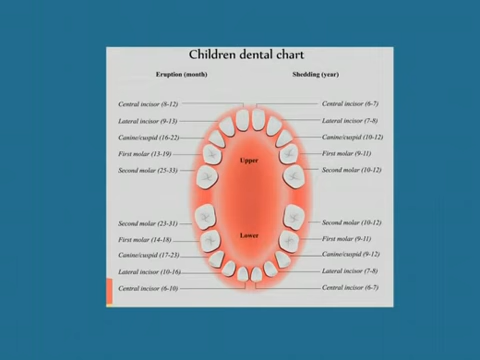 Children dental chart
Eruption (month)
Shedding (year)
Central incisor (8-12)
Central incisor (6-7)
Lateral incisor (9-13)
Lateral incisor (7-8)
Canine/cuspid (16-22)
Canine/cuspid (10-12)
First molar (13-19)
First molar (9-11)
Upper
Second molar (25-33)
Second molar (10-12)
Second molar (23-31)
Second molar (10-12)
Lower
First molar (14-18)
First molar (9-11)
Canine/cuspid (17-23)
Canine/cuspid (9-12)
Lateral incisor (10-16)
Lateral incisor (7-8)
Central incisor (6-10)
Central incisor (6-7)